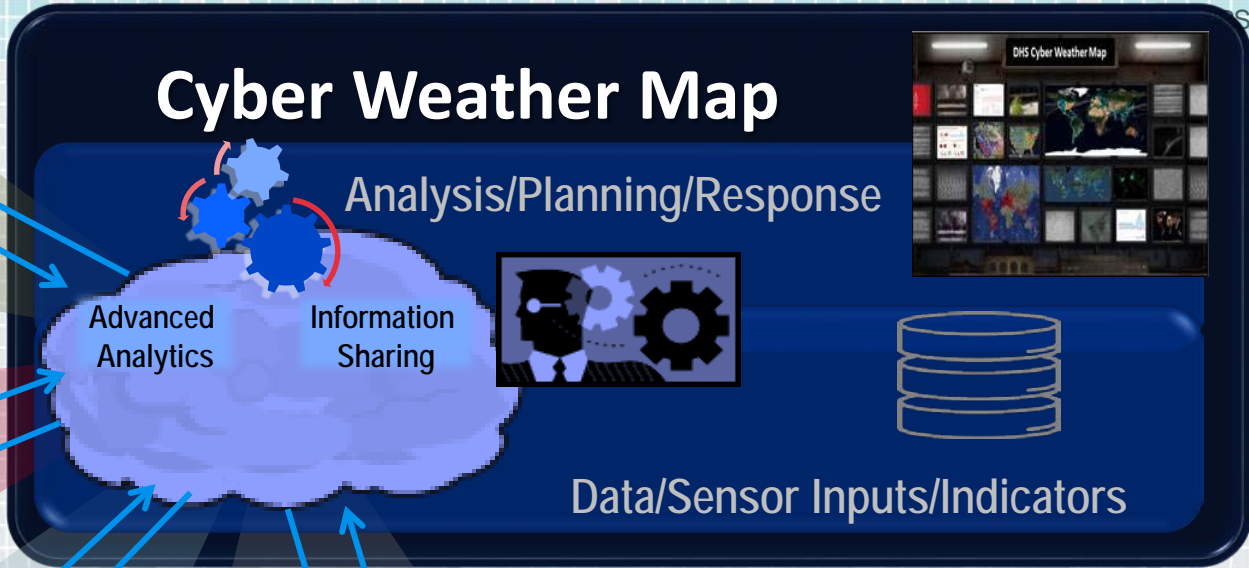 Cyber Weather Map
DHS Cyber Weather Map
Analysis/Planning/Response
Advanced
Analytics
Information
Sharing
Data/Sensor Inputs/Indicators